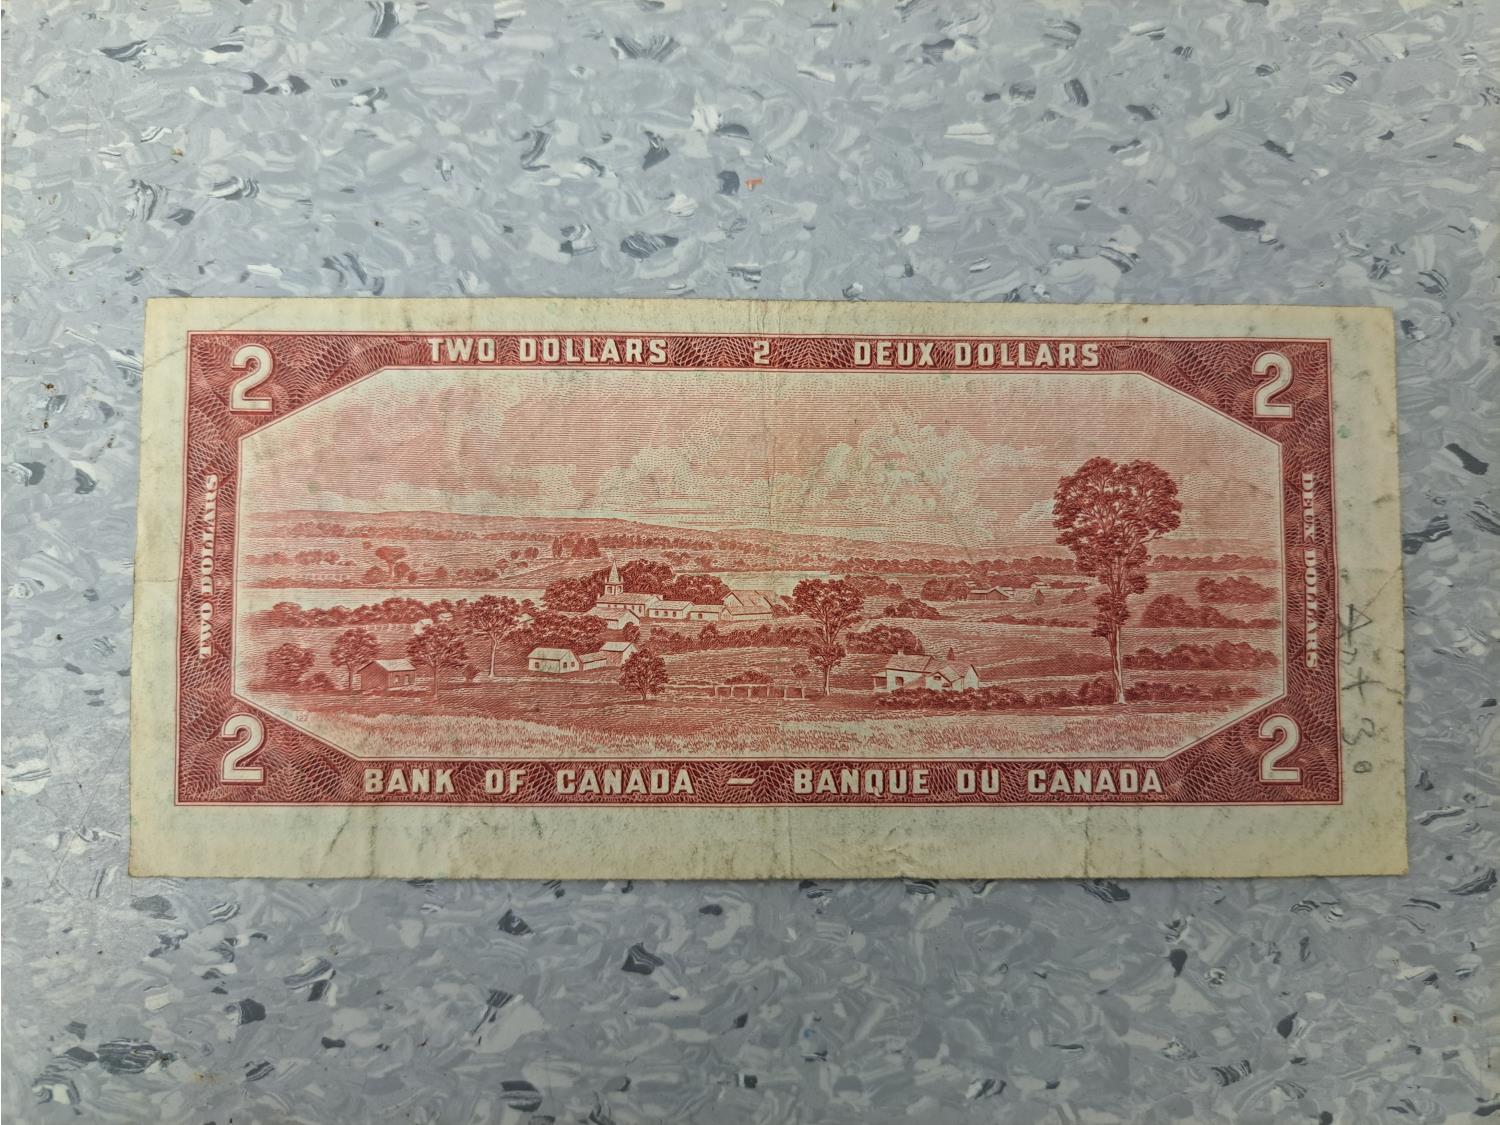 2 TWO DOLLARS 2 DEUX DOLLARS 2
TWO DOLLARS
DEUX DOLLARS
2 BANK OF CANADA — BANQUE DU CANADA 2